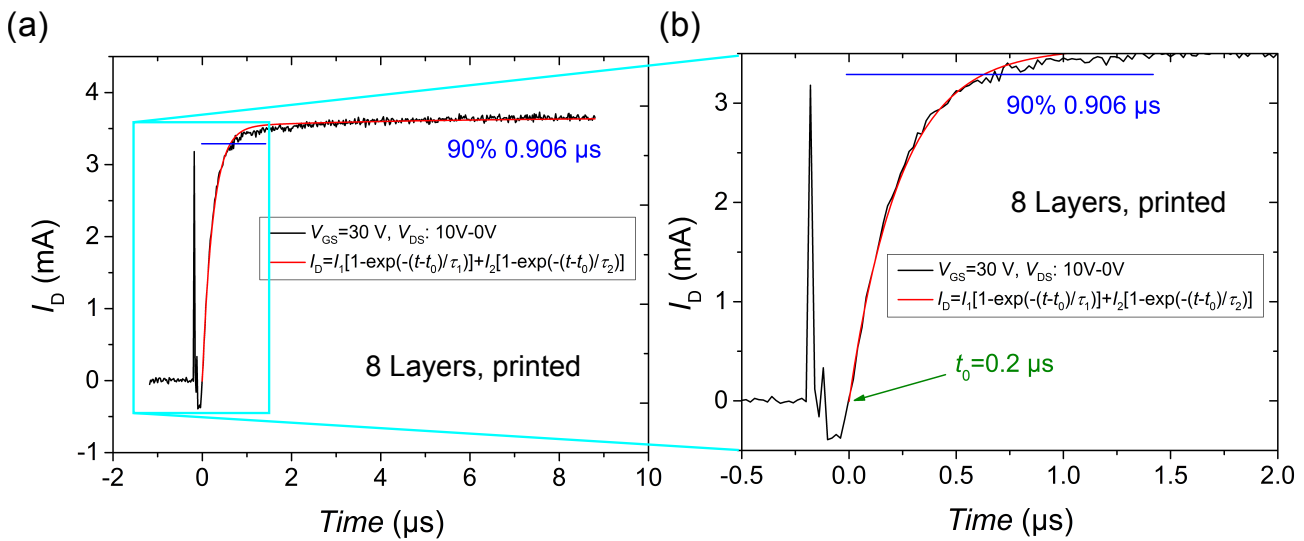 (a)
4
3
2
1
0
-1
-2
0
2
4
6
8
10
I_D (mA)
Time (µs)
90% 0.906 µs
V_GS=30 V, V_DS: 10V-0V
I_D=I_1[1-exp(-(t-t_0)/τ_1)]+I_2[1-exp(-(t-t_0)/τ_2)]
8 Layers, printed
(b)
3
2
1
0
-0.5
0.0
0.5
1.0
1.5
2.0
I_D (mA)
Time (µs)
90% 0.906 µs
8 Layers, printed
V_GS=30 V, V_DS: 10V-0V
I_D=I_1[1-exp(-(t-t_0)/τ_1)]+I_2[1-exp(-(t-t_0)/τ_2)]
t_0=0.2 µs